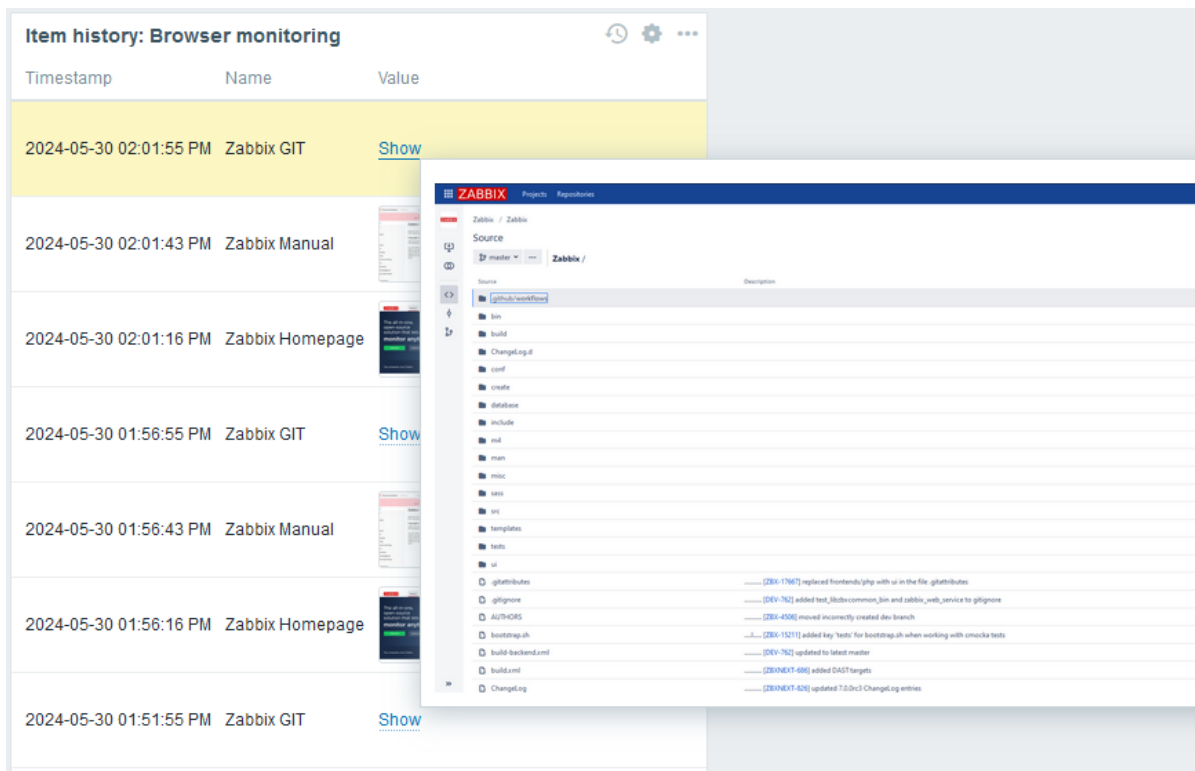 Item history: Browser monitoring
Timestamp Name Value
2024-05-30 02:01:55 PM Zabbix GIT Show
2024-05-30 02:01:43 PM Zabbix Manual
2024-05-30 02:01:16 PM Zabbix Homepage
2024-05-30 01:56:55 PM Zabbix GIT Show
2024-05-30 01:56:43 PM Zabbix Manual
2024-05-30 01:56:16 PM Zabbix Homepage
2024-05-30 01:51:55 PM Zabbix GIT Show
ZABBIX Projects Repositories
Zabbix / Zabbix
Source
master Zabbix /
Source Description
.github/workflows
bin
build
ChangeLog.d
conf
create
database
include
m4
man
misc
sass
src
templates
tests
ui
.gitattributes [ZBX-17667] replaced frontends/php with ui in the file .gitattributes
.gitignore [DEV-762] added test_libzbxcommon_bin and zabbix_web_service to gitignore
AUTHORS [ZBX-4506] moved incorrectly created dev branch
bootstrap.sh [ZBX-15211] added key 'tests' for bootstrap.sh when working with cmocka tests
build-backend.xml [DEV-762] updated to latest master
build.xml [ZBXNEXT-686] added DAST targets
ChangeLog [ZBXNEXT-826] updated 7.0.0rc3 ChangeLog entries